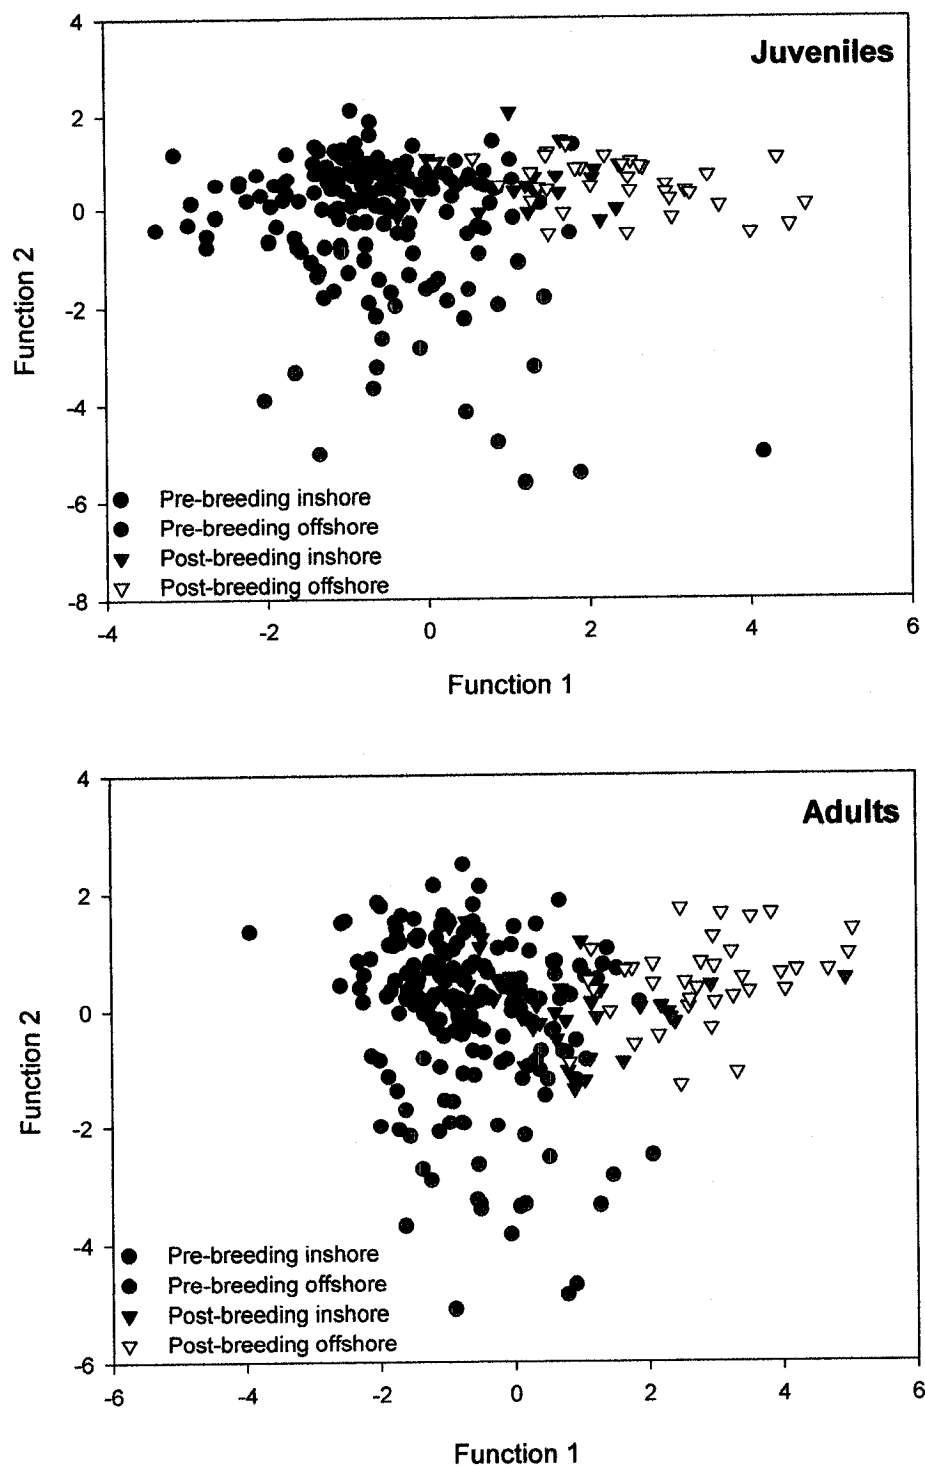 Juveniles
4
2
0
-2
-4
-6
-8
Function 2
Pre-breeding inshore
Pre-breeding offshore
Post-breeding inshore
Post-breeding offshore
-4 -2 0 2 4 6
Function 1
Adults
4
2
0
-2
-4
-6
Function 2
Pre-breeding inshore
Pre-breeding offshore
Post-breeding inshore
Post-breeding offshore
-6 -4 -2 0 2 4 6
Function 1